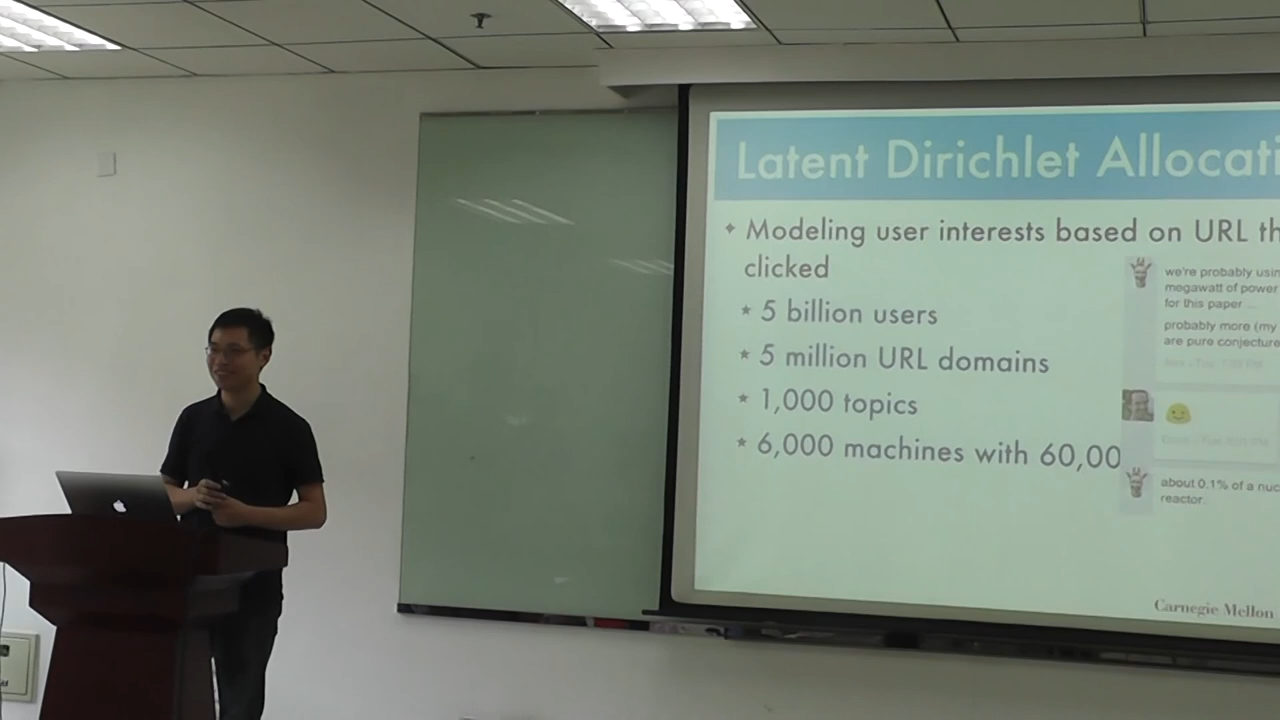 Latent Dirichlet Allocati
Modeling user interests based on URL th
clicked
5 billion users
5 million URL domains
1,000 topics
6,000 machines with 60,00
we're probably usin
megawatt of power
for this paper ...
probably more (my
are pure conjecture
about 0.1% of a nuc
reactor.
Carnegie Mellon